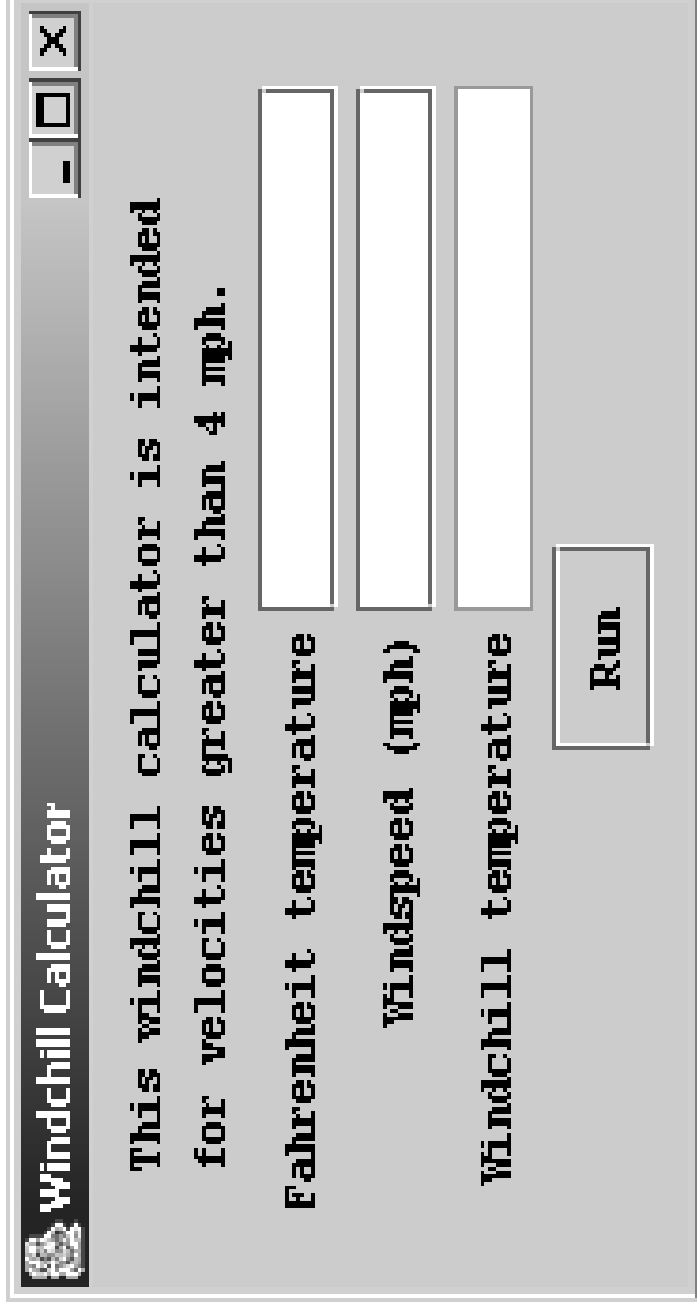 Windchill Calculator
This windchill calculator is intended
for velocities greater than 4 mph.
Fahrenheit temperature
Windspeed (mph)
Windchill temperature
Run